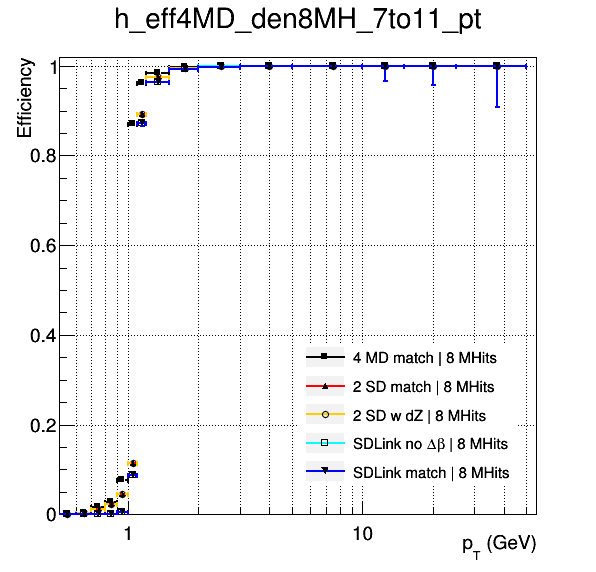 h_eff4MD_den8MH_7to11_pt
Efficiency
1
0.8
0.6
0.4
0.2
0
4 MD match | 8 MHits
2 SD match | 8 MHits
2 SD w dZ | 8 MHits
SDLink no Δβ | 8 MHits
SDLink match | 8 MHits
1
10
p_T (GeV)